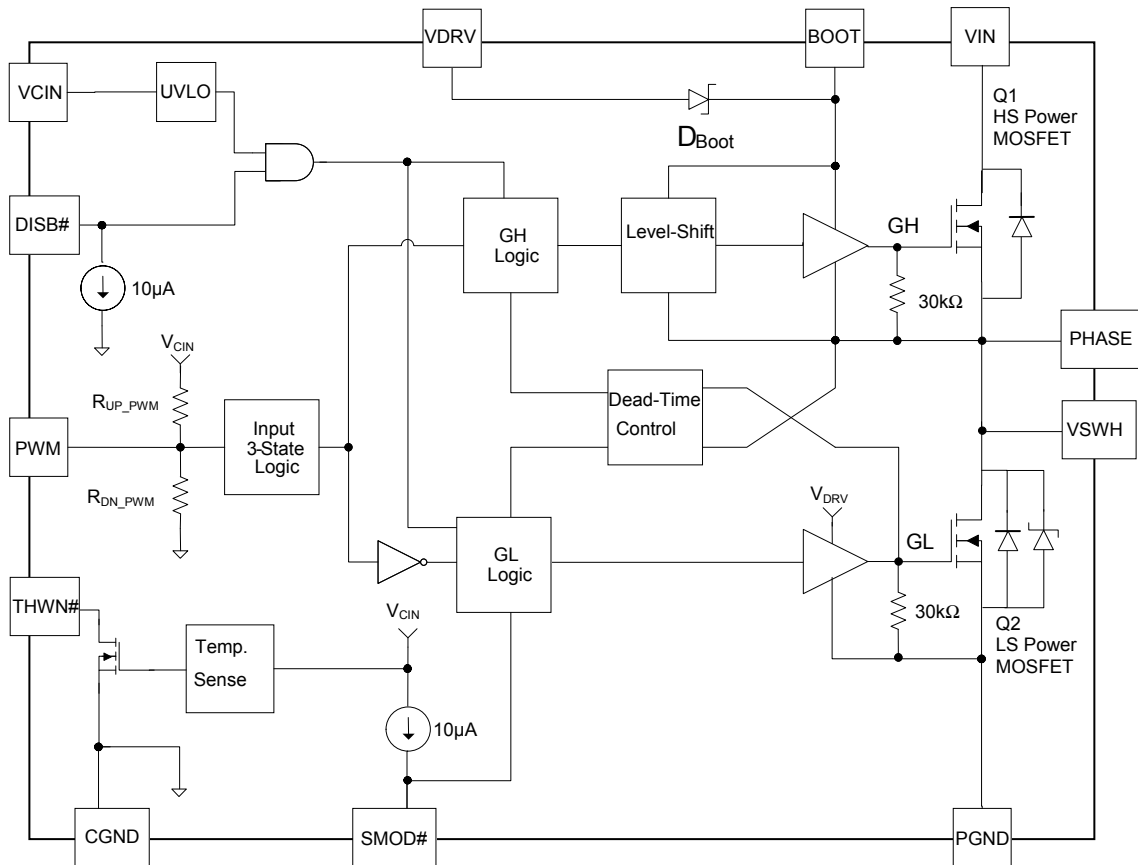 VDRV
BOOT
VIN
VCIN
UVLO
Q1
HS Power
MOSFET
DBoot
DISB#
GH
Logic
Level-Shift
GH
10µA
30kΩ
VCIN
PHASE
RUP_PWM
Dead-Time
Control
VSWH
PWM
Input
3-State
Logic
RDN_PWM
VDRV
GL
Logic
GL
THWN#
VCIN
30kΩ
Temp.
Sense
Q2
LS Power
MOSFET
10µA
CGND
SMOD#
PGND